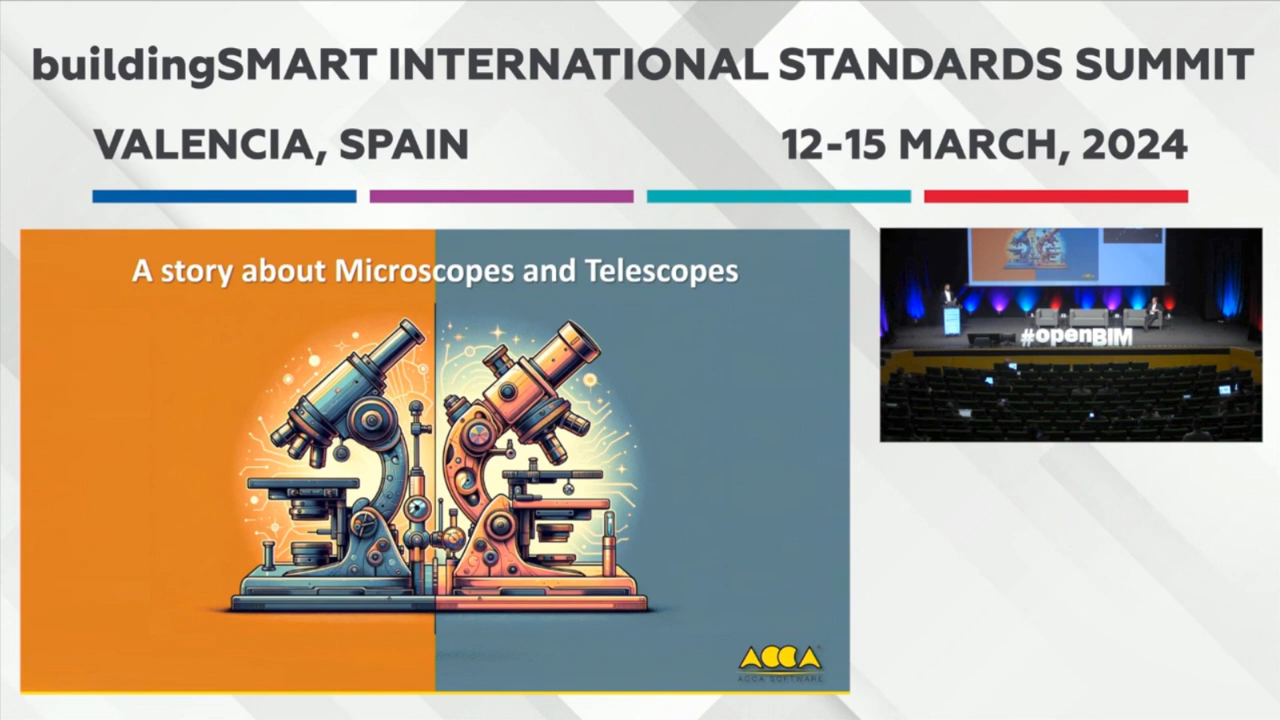 buildingSMART INTERNATIONAL STANDARDS SUMMIT
VALENCIA, SPAIN
12-15 MARCH, 2024
A story about Microscopes and Telescopes
#openBIM
ACCA
ACCA SOFTWARE